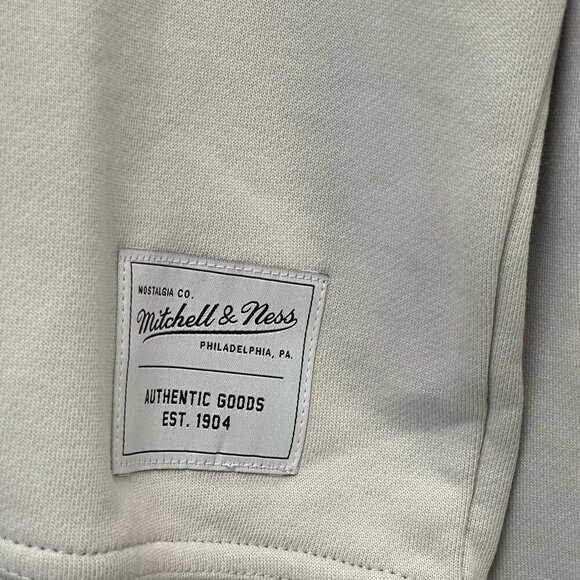 NOSTALGIA CO.
Mitchell & Ness
PHILADELPHIA, PA.
AUTHENTIC GOODS
EST. 1904